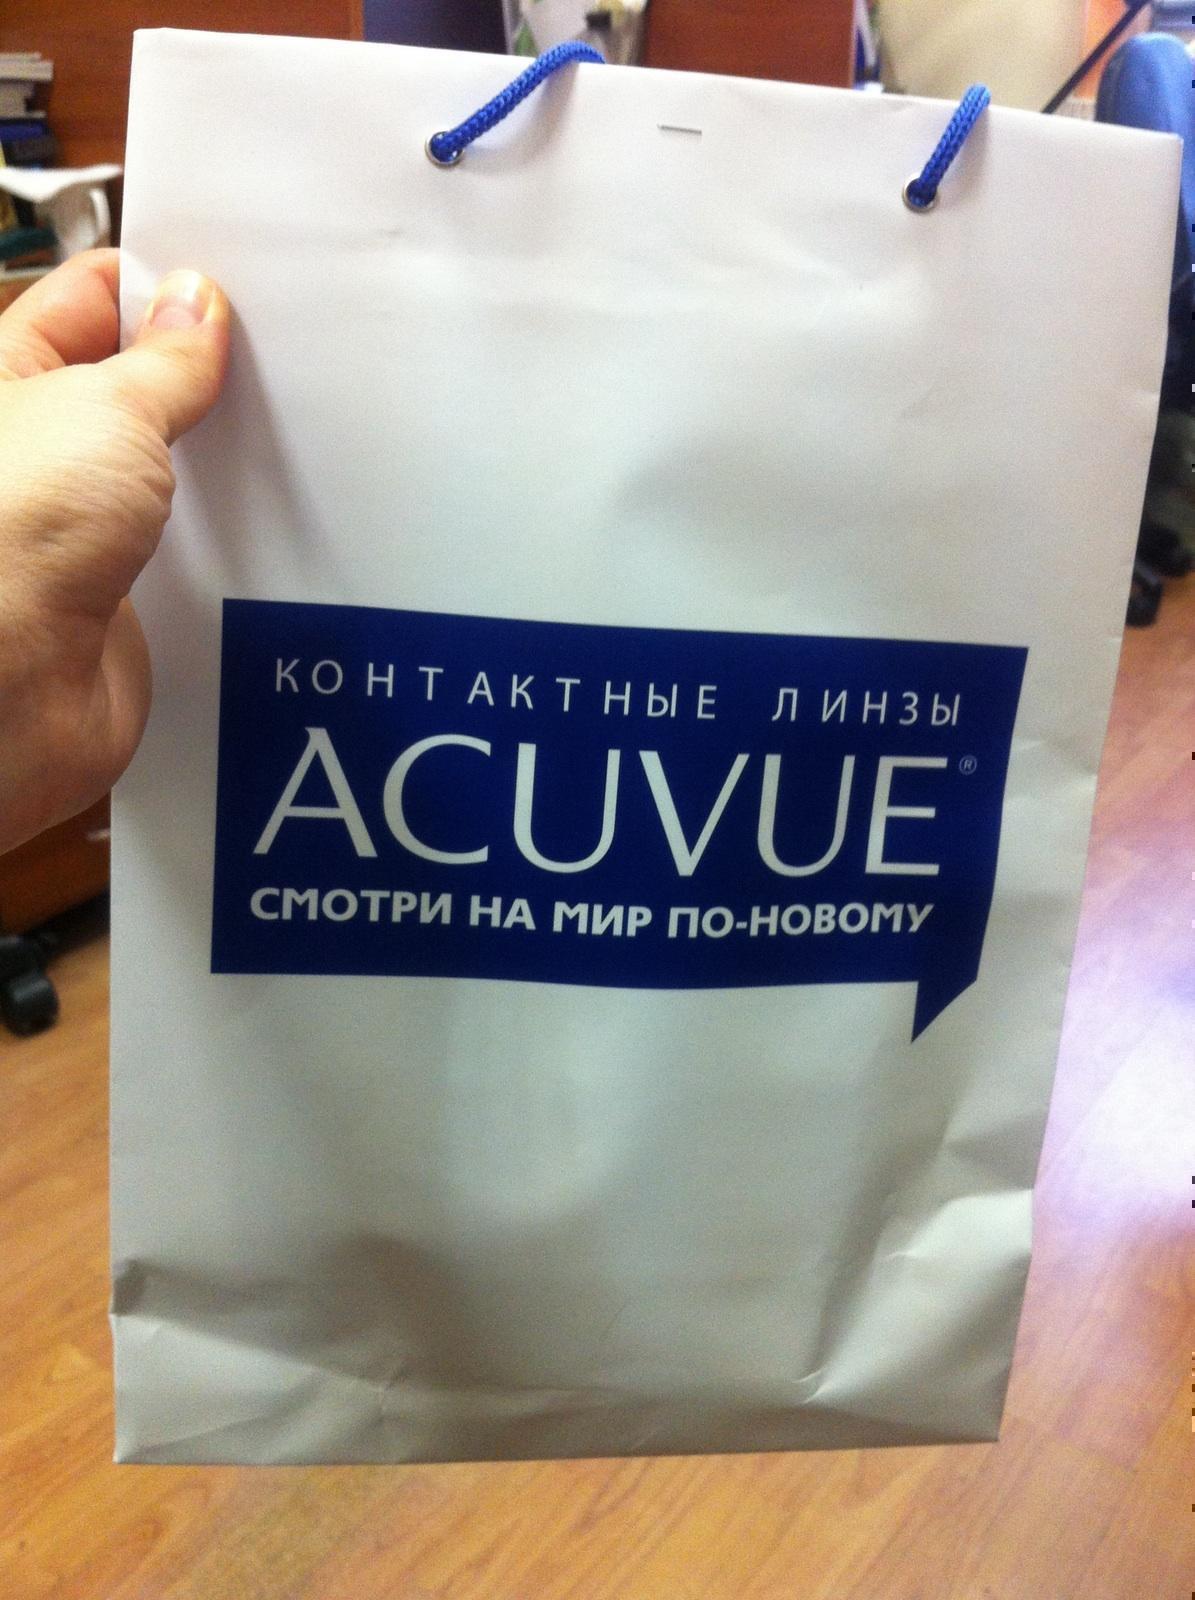 КОНТАКТНЫЕ ЛИНЗЫ
ACUVUE®
СМОТРИ НА МИР ПО-НОВОМУ